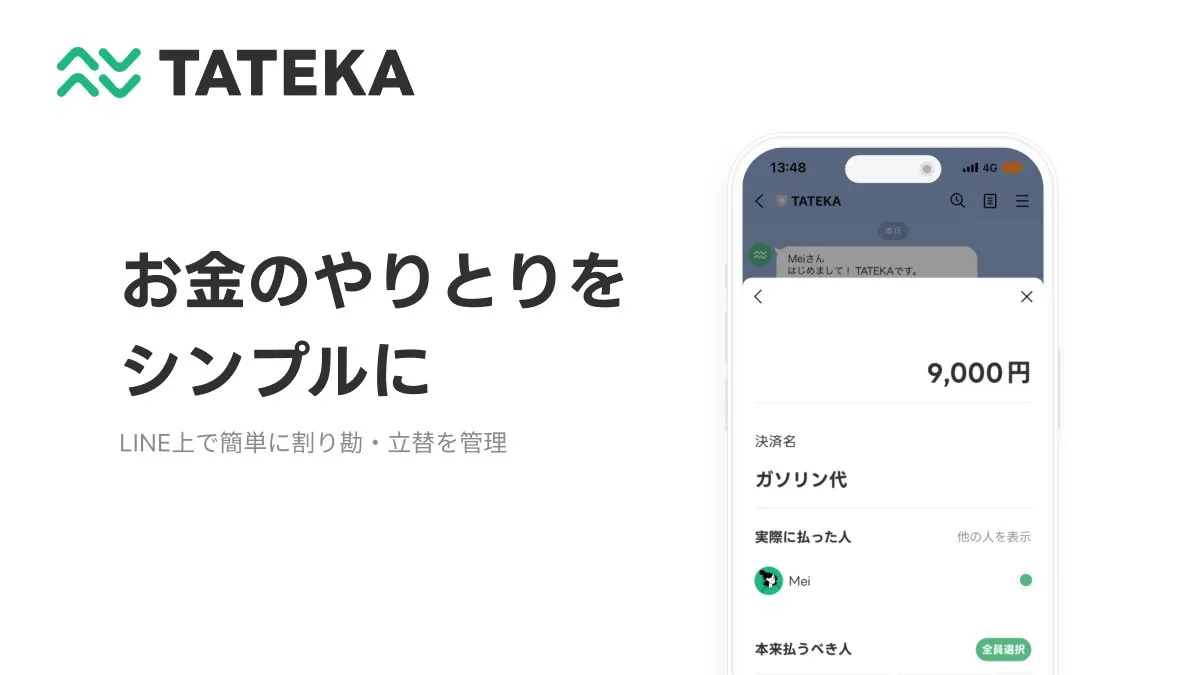 TATEKA
お金のやりとりを
シンプルに
LINE上で簡単に割り勘・立替を管理
13:48
4G
TATEKA
昨日
Meiさん
はじめまして! TATEKAです。
9,000円
決済名
ガソリン代
実際に払った人
他の人を表示
Mei
本来払うべき人
全員選択